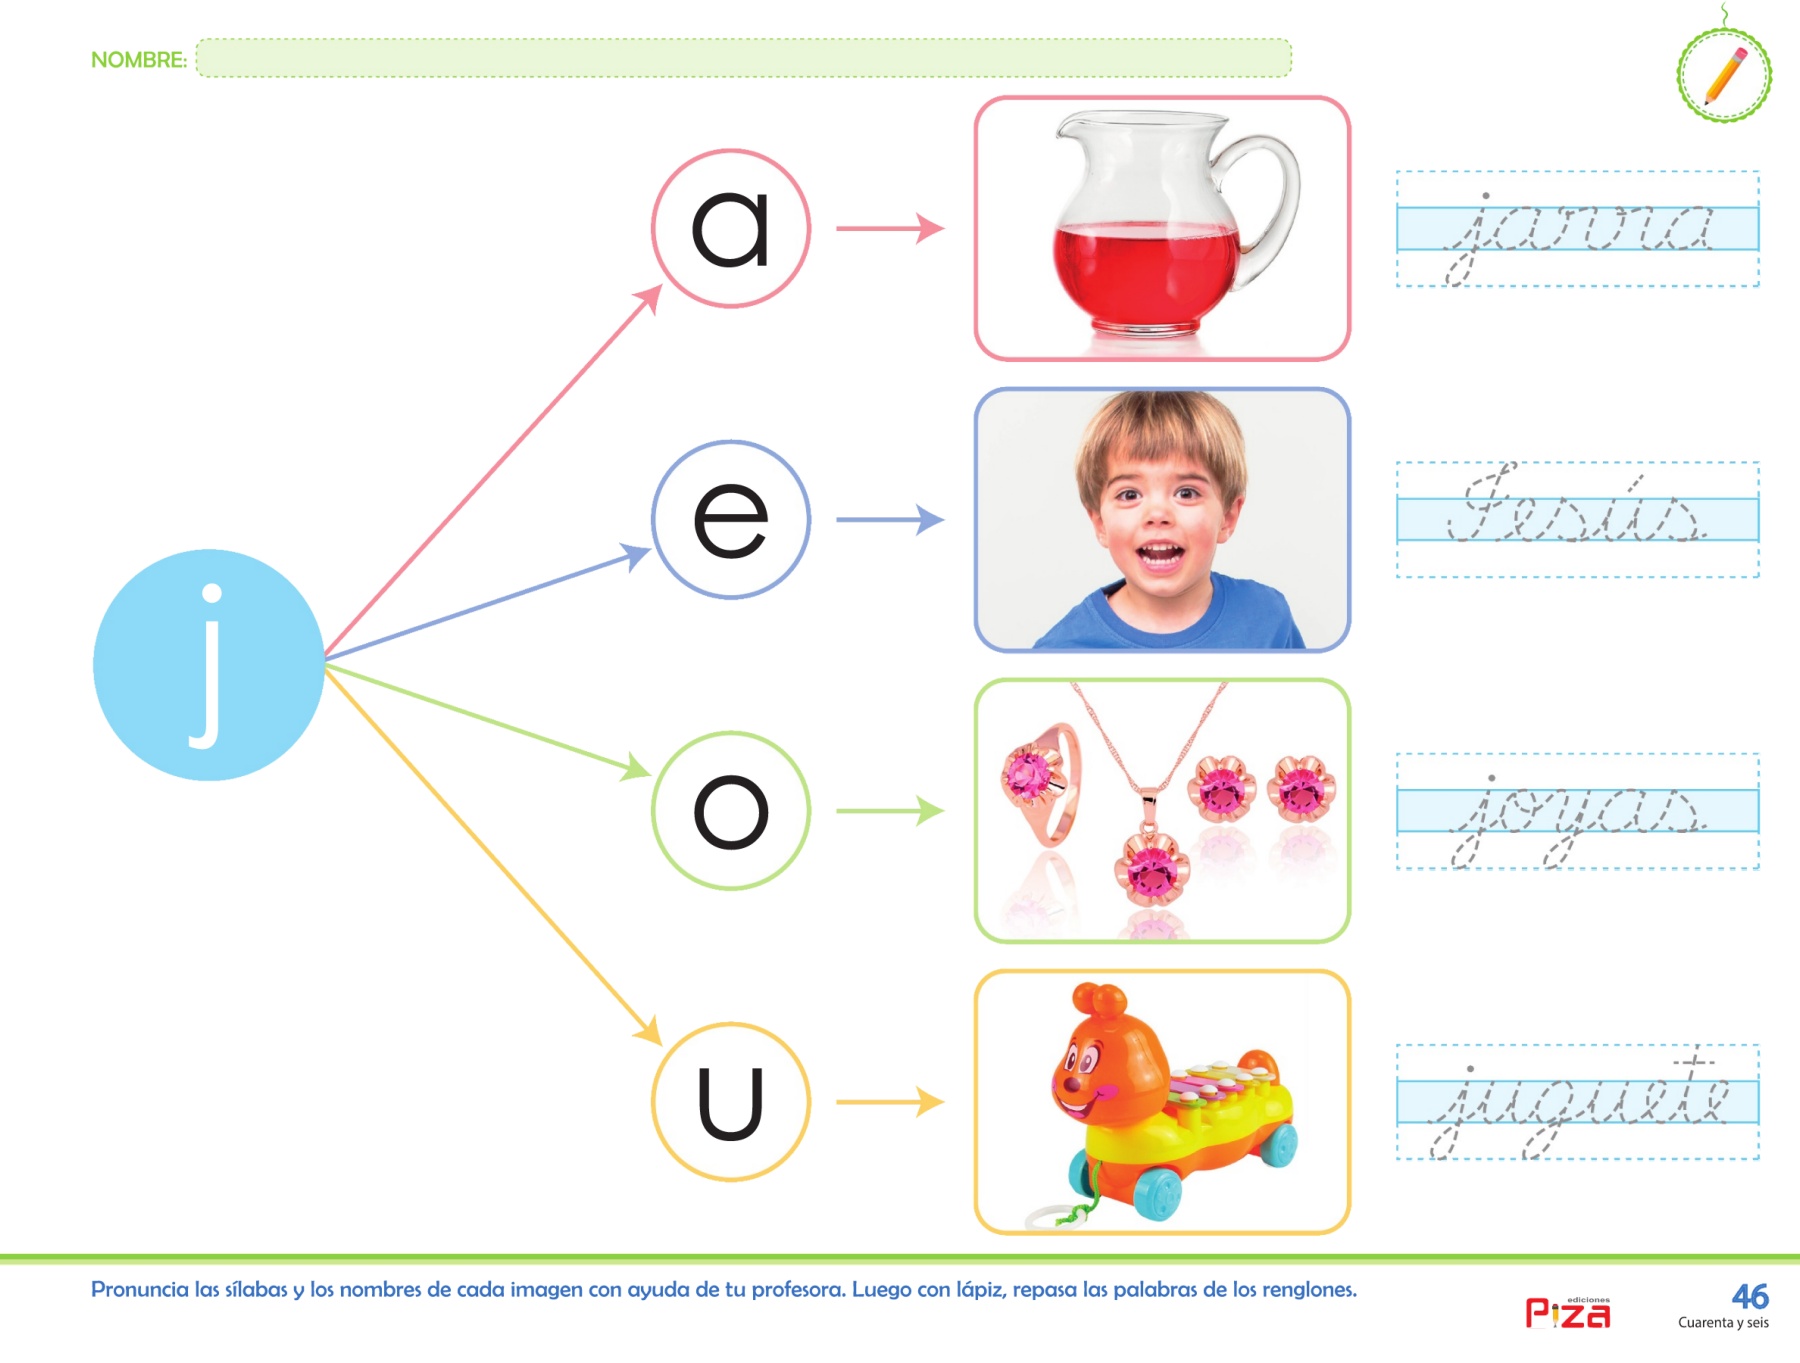 NOMBRE:
a
jarra
e
Jesús
j
o
joyas
u
juguete
Pronuncia las sílabas y los nombres de cada imagen con ayuda de tu profesora. Luego con lápiz, repasa las palabras de los renglones.
ediciones
Piza
46
Cuarenta y seis